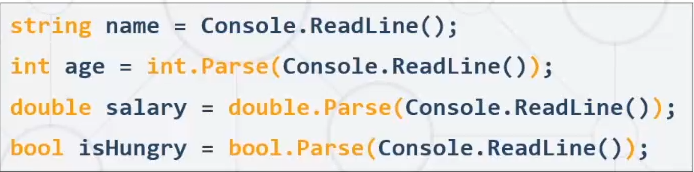 string name = Console.ReadLine();
int age = int.Parse(Console.ReadLine());
double salary = double.Parse(Console.ReadLine());
bool isHungry = bool.Parse(Console.ReadLine());